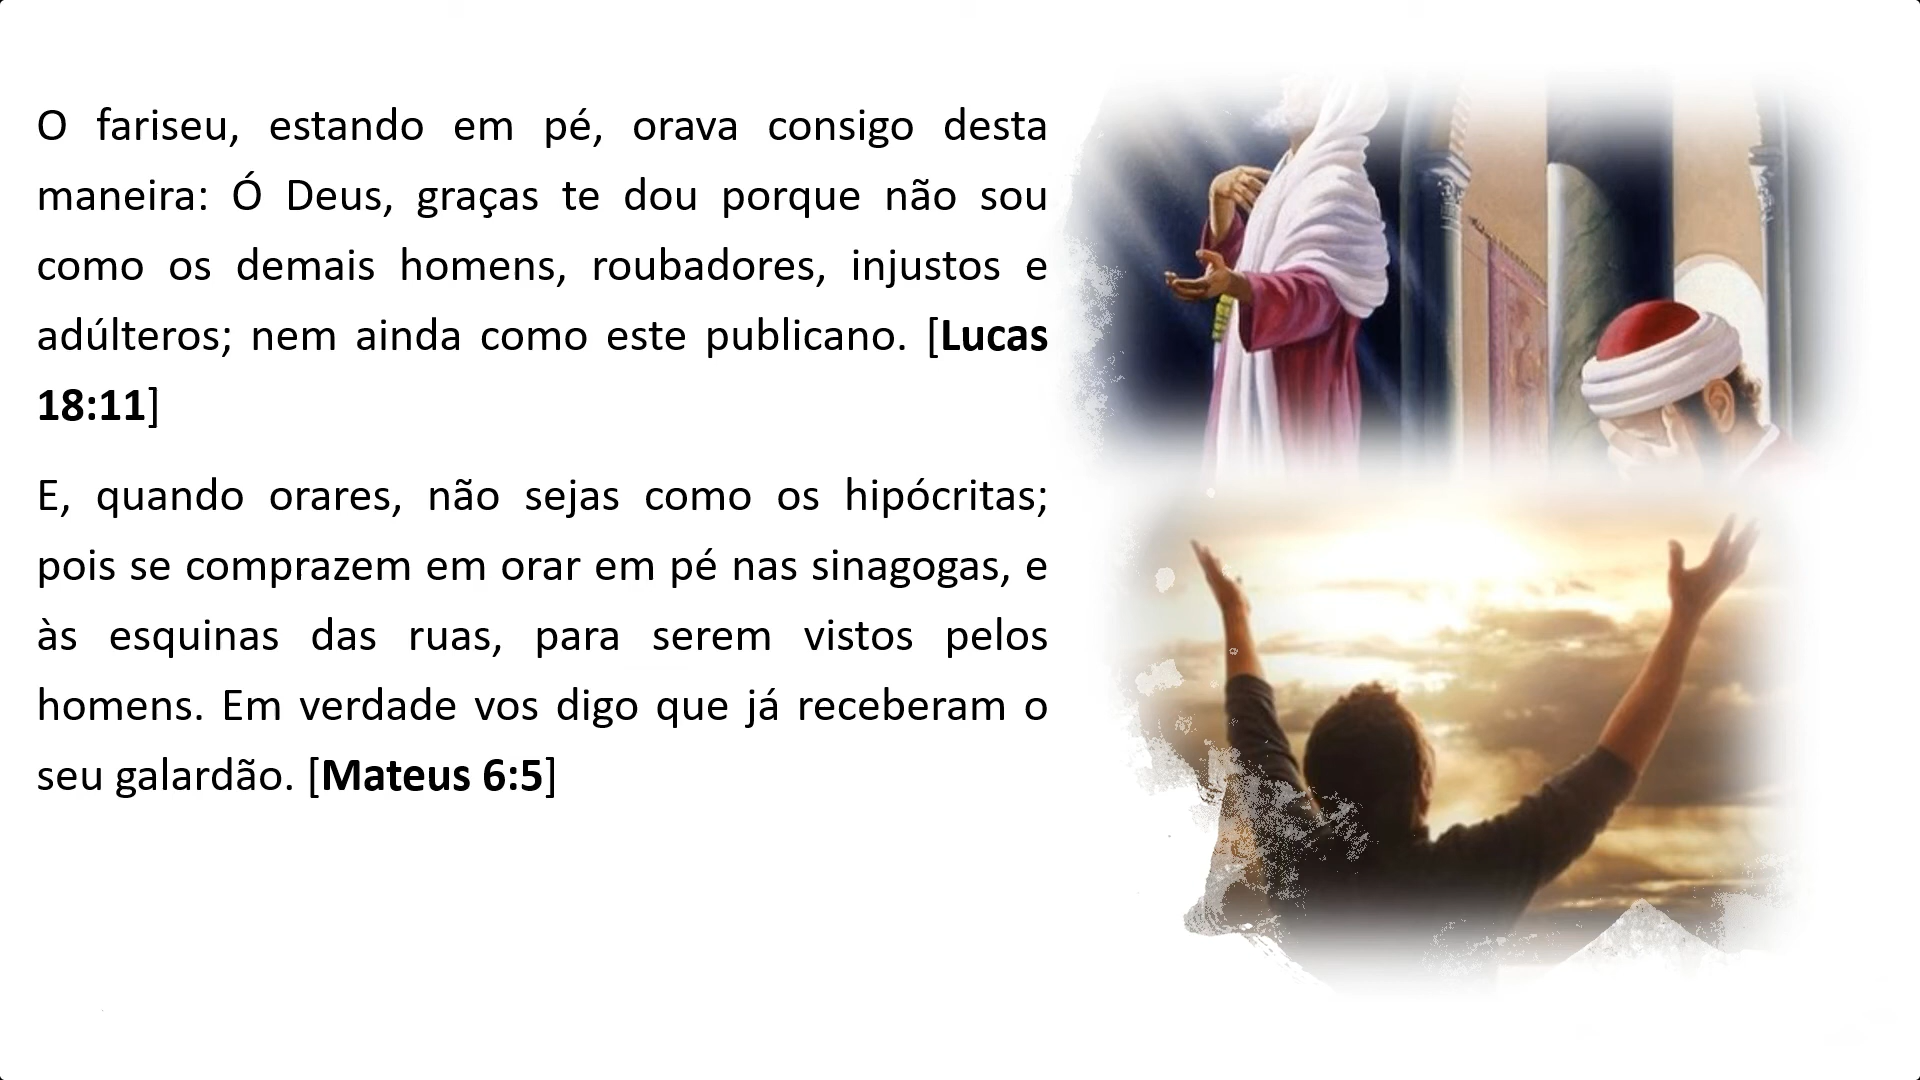 O fariseu, estando em pé, orava consigo desta
maneira: Ó Deus, graças te dou porque não sou
como os demais homens, roubadores, injustos e
adúlteros; nem ainda como este publicano. [Lucas
18:11]
E, quando orares, não sejas como os hipócritas;
pois se comprazem em orar em pé nas sinagogas, e
às esquinas das ruas, para serem vistos pelos
homens. Em verdade vos digo que já receberam o
seu galardão. [Mateus 6:5]